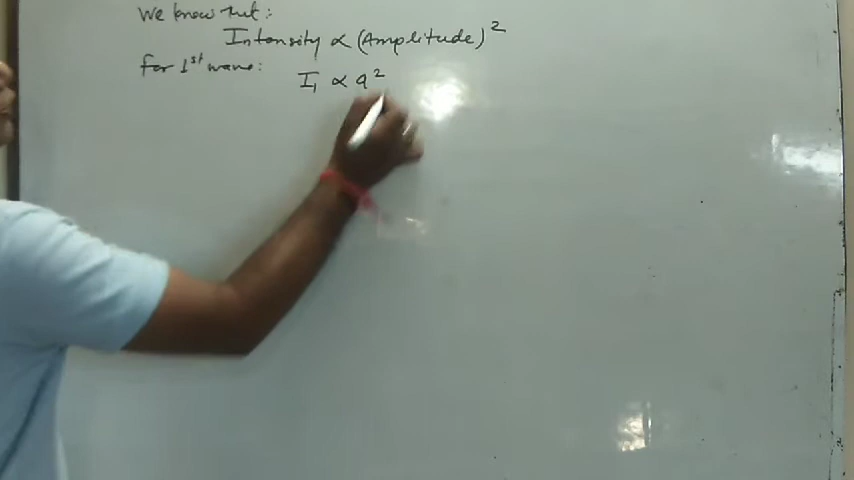 We know that:
Intensity ∝ (Amplitude)²
for 1st wave: I₁ ∝ a²